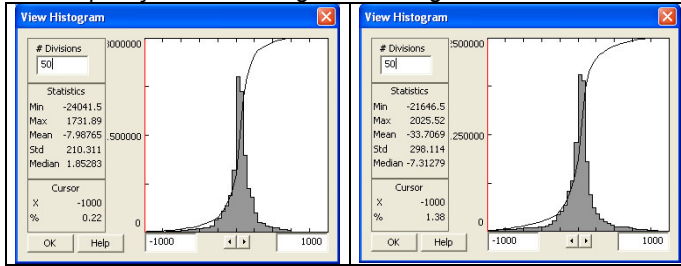 View Histogram
# Divisions
50
Statistics
Min -24041.5
Max 1731.89
Mean -7.98765
Std 210.311
Median 1.85283
Cursor
X -1000
% 0.22
OK Help
3000000
500000
0
-1000 1000
View Histogram
# Divisions
50
Statistics
Min -21646.5
Max 2025.52
Mean -33.7069
Std 298.114
Median -7.31279
Cursor
X -1000
% 1.38
OK Help
500000
250000
0
-1000 1000